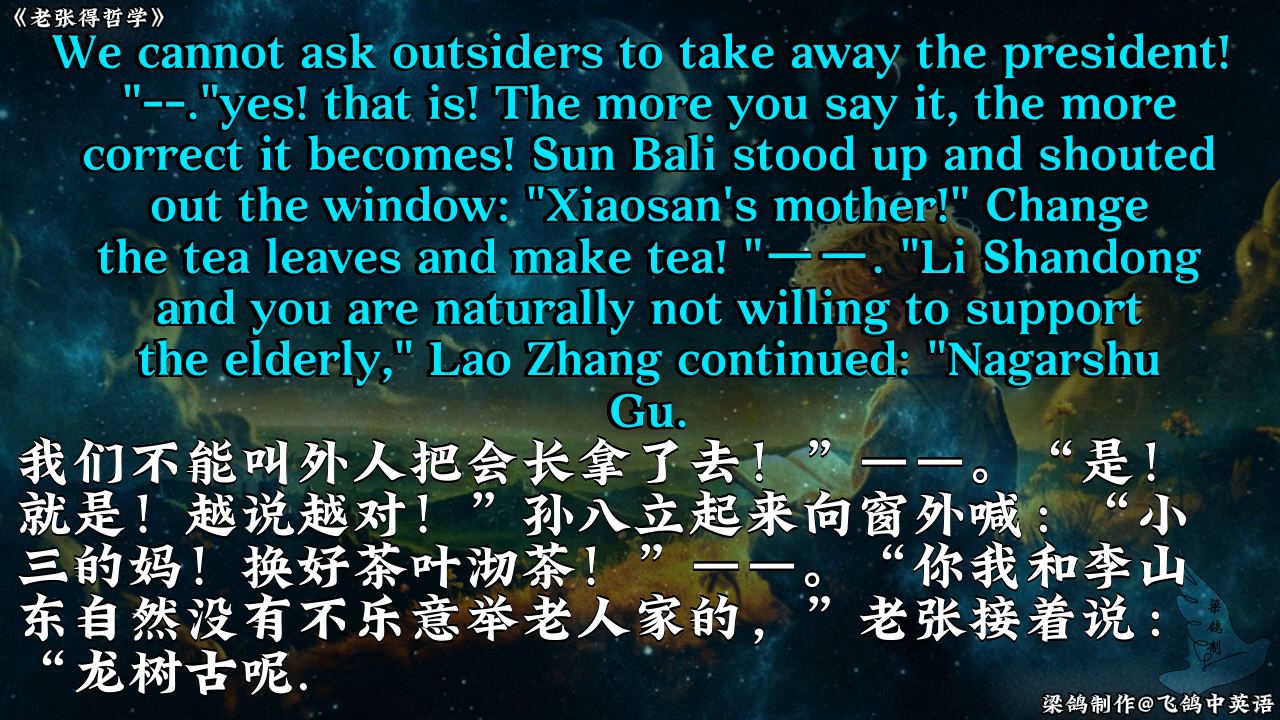 《老张得哲学》
We cannot ask outsiders to take away the president!
"--."yes! that is! The more you say it, the more
correct it becomes! Sun Bali stood up and shouted
out the window: "Xiaosan's mother!" Change
the tea leaves and make tea! "——. "Li Shandong
and you are naturally not willing to support
the elderly," Lao Zhang continued: "Nagarshu
Gu.
我们不能叫外人把会长拿了去！”——。“是！
就是！越说越对！”孙八立起来向窗外喊：“小
三的妈！换好茶叶沏茶！”——。“你我和李山
东自然没有不乐意举老人家的，”老张接着说：
“龙树古呢.
梁鸽制
梁鸽制作@飞鸽中英语